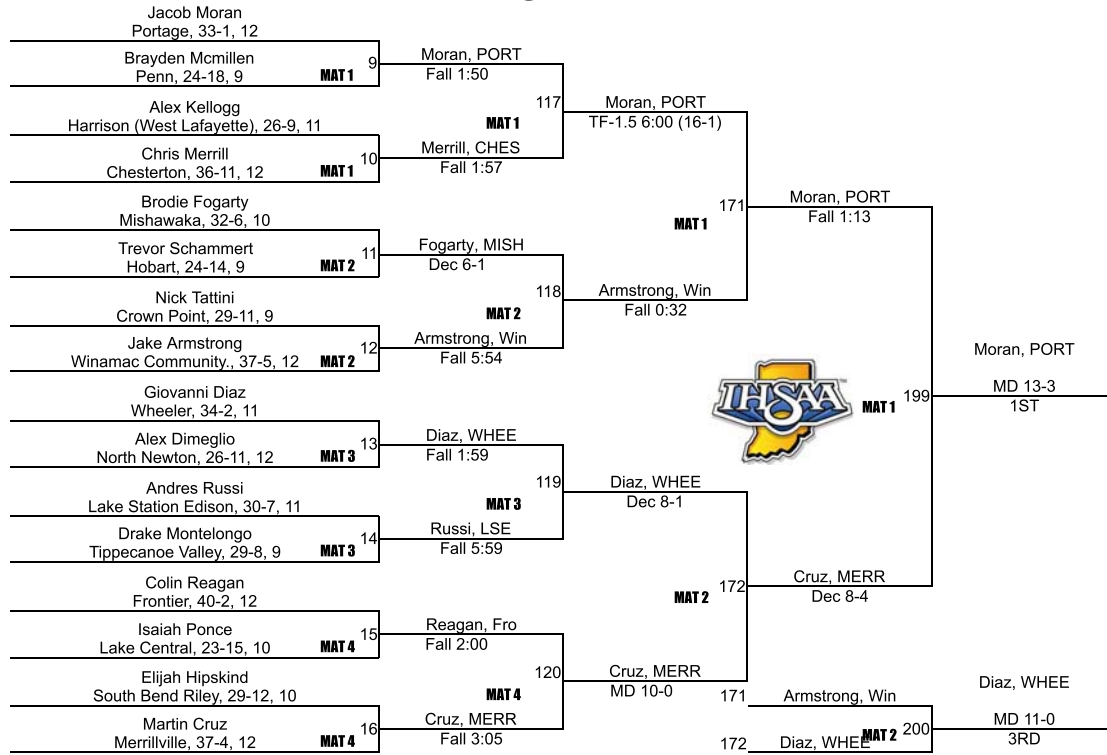 Jacob Moran
Portage, 33-1, 12
Brayden Mcmillen
Penn, 24-18, 9
MAT 1
9
Moran, PORT
Fall 1:50
Alex Kellogg
Harrison (West Lafayette), 26-9, 11
Chris Merrill
Chesterton, 36-11, 12
MAT 1
10
Merrill, CHES
Fall 1:57
117
MAT 1
Moran, PORT
TF-1.5 6:00 (16-1)
Brodie Fogarty
Mishawaka, 32-6, 10
Trevor Schammert
Hobart, 24-14, 9
MAT 2
11
Fogarty, MISH
Dec 6-1
Nick Tattini
Crown Point, 29-11, 9
Jake Armstrong
Winamac Community., 37-5, 12
MAT 2
12
Armstrong, Win
Fall 5:54
118
MAT 2
Armstrong, Win
Fall 0:32
171
MAT 1
Moran, PORT
Fall 1:13
Giovanni Diaz
Wheeler, 34-2, 11
Alex Dimeglio
North Newton, 26-11, 12
MAT 3
13
Diaz, WHEE
Fall 1:59
Andres Russi
Lake Station Edison, 30-7, 11
Drake Montelongo
Tippecanoe Valley, 29-8, 9
MAT 3
14
Russi, LSE
Fall 5:59
119
MAT 3
Diaz, WHEE
Dec 8-1
Colin Reagan
Frontier, 40-2, 12
Isaiah Ponce
Lake Central, 23-15, 10
MAT 4
15
Reagan, Fro
Fall 2:00
Elijah Hipskind
South Bend Riley, 29-12, 10
Martin Cruz
Merrillville, 37-4, 12
MAT 4
16
Cruz, MERR
Fall 3:05
120
MAT 4
Cruz, MERR
MD 10-0
172
MAT 2
Cruz, MERR
Dec 8-4
IHSAA
TM
MAT 1
199
Moran, PORT
MD 13-3
1ST
171
Armstrong, Win
172
Diaz, WHEE
MAT 2
200
Diaz, WHEE
MD 11-0
3RD